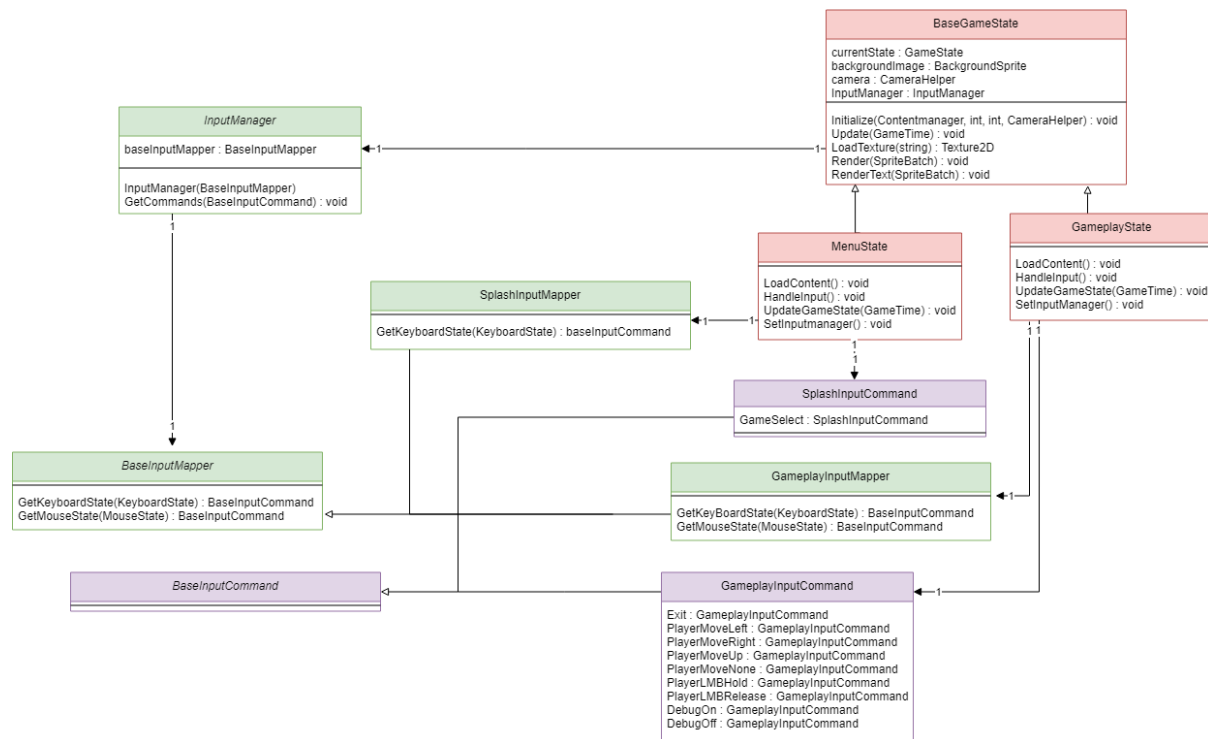 BaseGameState
currentState : GameState
backgroundImage : BackgroundSprite
camera : CameraHelper
InputManager : InputManager
Initialize(Contentmanager, int, int, CameraHelper) : void
Update(GameTime) : void
LoadTexture(string) : Texture2D
Render(SpriteBatch) : void
RenderText(SpriteBatch) : void
InputManager
baseInputMapper : BaseInputMapper
InputManager(BaseInputMapper)
GetCommands(BaseInputCommand) : void
1
1
1
1
MenuState
LoadContent() : void
HandleInput() : void
UpdateGameState(GameTime) : void
SetInputmanager() : void
GameplayState
LoadContent() : void
HandleInput() : void
UpdateGameState(GameTime) : void
SetInputManager() : void
SplashInputMapper
GetKeyboardState(KeyboardState) : baseInputCommand
1
1
1
1
1
1
SplashInputCommand
GameSelect : SplashInputCommand
BaseInputMapper
GetKeyboardState(KeyboardState) : BaseInputCommand
GetMouseState(MouseState) : BaseInputCommand
GameplayInputMapper
GetKeyBoardState(KeyboardState) : BaseInputCommand
GetMouseState(MouseState) : BaseInputCommand
1
BaseInputCommand
GameplayInputCommand
Exit : GameplayInputCommand
PlayerMoveLeft : GameplayInputCommand
PlayerMoveRight : GameplayInputCommand
PlayerMoveUp : GameplayInputCommand
PlayerMoveNone : GameplayInputCommand
PlayerLMBHold : GameplayInputCommand
PlayerLMBRelease : GameplayInputCommand
DebugOn : GameplayInputCommand
DebugOff : GameplayInputCommand
1